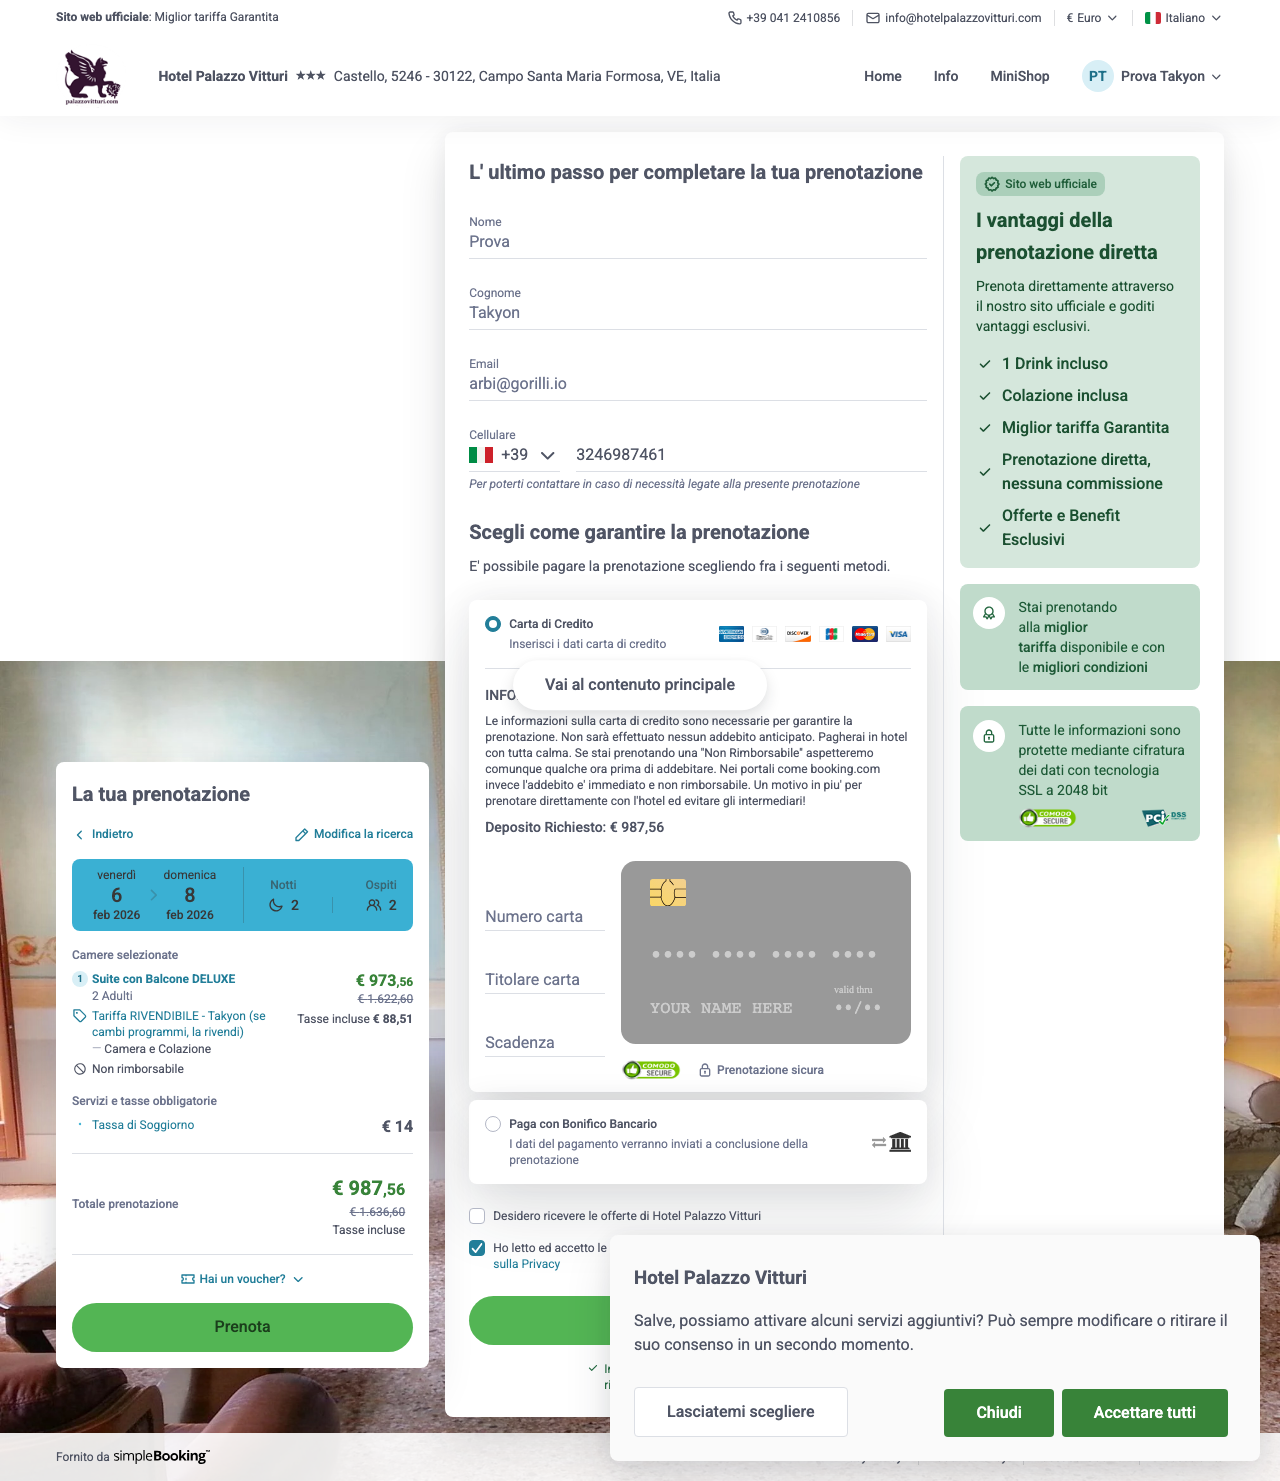 Sito web ufficiale: Miglior tariffa Garantita
+39 041 2410856
info@hotelpalazzovitturi.com
€ Euro
Italiano
palazzovitturi.com
Hotel Palazzo Vitturi ★★★ Castello, 5246 - 30122, Campo Santa Maria Formosa, VE, Italia
Home
Info
MiniShop
PT
Prova Takyon
L' ultimo passo per completare la tua prenotazione
Nome
Prova
Cognome
Takyon
Email
arbi@gorilli.io
Cellulare
+39
3246987461
Per poterti contattare in caso di necessità legate alla presente prenotazione
Scegli come garantire la prenotazione
E' possibile pagare la prenotazione scegliendo fra i seguenti metodi.
Carta di Credito
Inserisci i dati carta di credito
DISCOVER
JCB
MasterCard
VISA
Vai al contenuto principale
INFO
Le informazioni sulla carta di credito sono necessarie per garantire la
prenotazione. Non sarà effettuato nessun addebito anticipato. Pagherai in hotel
con tutta calma. Se stai prenotando una "Non Rimborsabile" aspetteremo
comunque qualche ora prima di addebitare. Nei portali come booking.com
invece l'addebito e' immediato e non rimborsabile. Un motivo in piu' per
prenotare direttamente con l'hotel ed evitare gli intermediari!
Deposito Richiesto: € 987,56
Numero carta
Titolare carta
Scadenza
•••• •••• •••• ••••
valid thru
YOUR NAME HERE
••/••
COMODO
SECURE
Prenotazione sicura
Paga con Bonifico Bancario
I dati del pagamento verranno inviati a conclusione della
prenotazione
Desidero ricevere le offerte di Hotel Palazzo Vitturi
Ho letto ed accetto le
sulla Privacy
Sito web ufficiale
I vantaggi della
prenotazione diretta
Prenota direttamente attraverso
il nostro sito ufficiale e goditi
vantaggi esclusivi.
1 Drink incluso
Colazione inclusa
Miglior tariffa Garantita
Prenotazione diretta,
nessuna commissione
Offerte e Benefit
Esclusivi
Stai prenotando
alla miglior
tariffa disponibile e con
le migliori condizioni
Tutte le informazioni sono
protette mediante cifratura
dei dati con tecnologia
SSL a 2048 bit
COMODO
SECURE
PCI DSS
La tua prenotazione
Indietro
Modifica la ricerca
venerdì
6
feb 2026
domenica
8
feb 2026
Notti
2
Ospiti
2
Camere selezionate
1 Suite con Balcone DELUXE
€ 973,56
2 Adulti
€ 1.622,60
Tariffa RIVENDIBILE - Takyon (se
cambi programmi, la rivendi)
Tasse incluse € 88,51
— Camera e Colazione
Non rimborsabile
Servizi e tasse obbligatorie
· Tassa di Soggiorno
€ 14
Totale prenotazione
€ 987,56
€ 1.636,60
Tasse incluse
Hai un voucher?
Prenota
Hotel Palazzo Vitturi
Salve, possiamo attivare alcuni servizi aggiuntivi? Può sempre modificare o ritirare il
suo consenso in un secondo momento.
Lasciatemi scegliere
Chiudi
Accettare tutti
Fornito da simpleBooking™